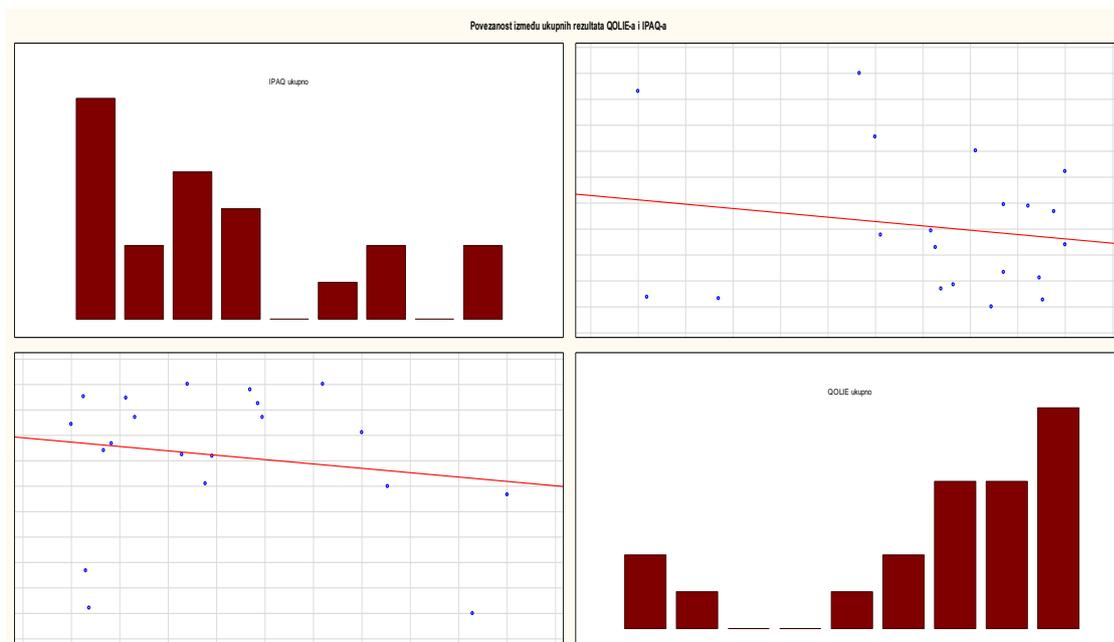 Povezanost između ukupnih rezultata QOLIE-a i IPAQ-a
IPAQ ukupno
QOLIE ukupno